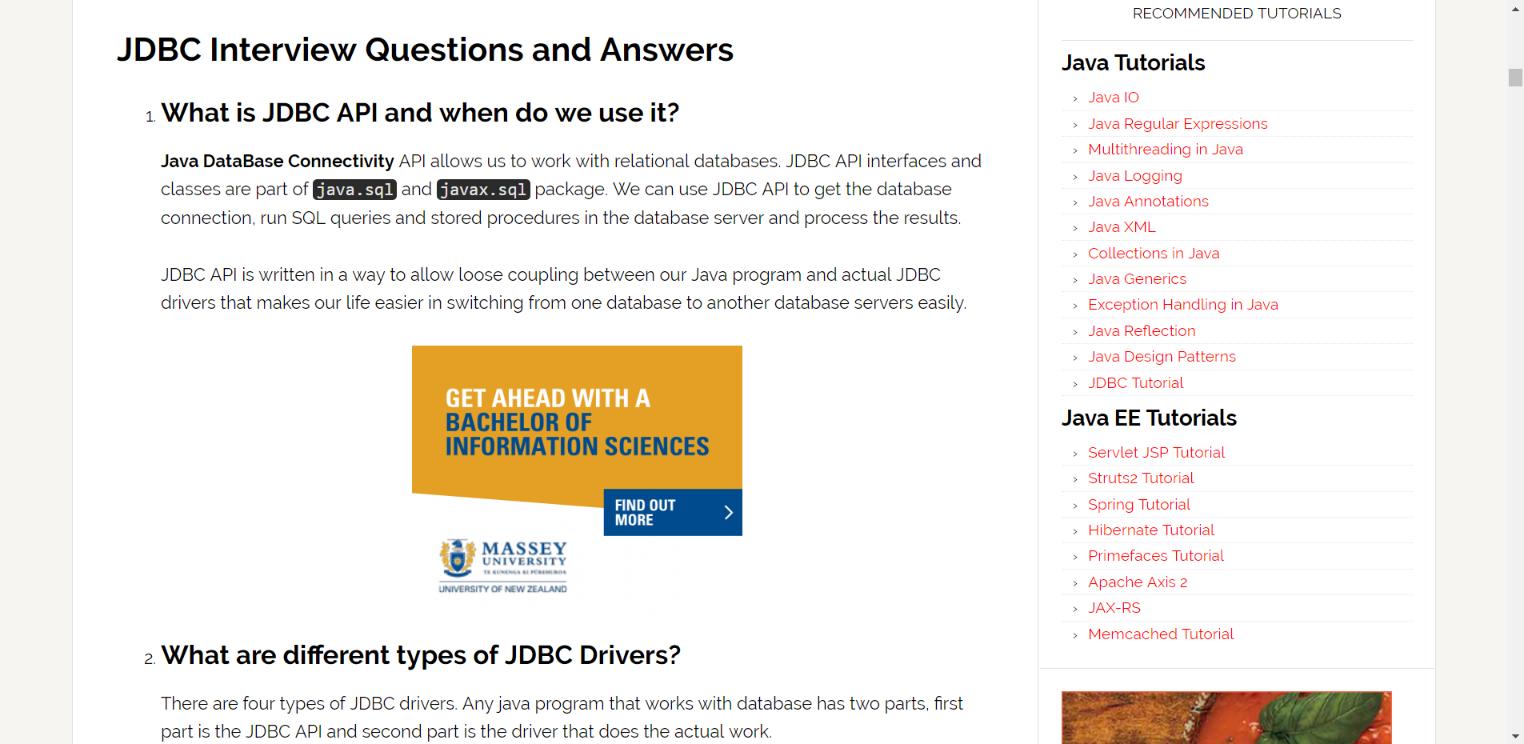 JDBC Interview Questions and Answers
1. What is JDBC API and when do we use it?
Java DataBase Connectivity API allows us to work with relational databases. JDBC API interfaces and
classes are part of java.sql and javax.sql package. We can use JDBC API to get the database
connection, run SQL queries and stored procedures in the database server and process the results.
JDBC API is written in a way to allow loose coupling between our Java program and actual JDBC
drivers that makes our life easier in switching from one database to another database servers easily.
GET AHEAD WITH A
BACHELOR OF
INFORMATION SCIENCES
FIND OUT
MORE
MASSEY
UNIVERSITY
TE KUNENGA KI PŪREHUROA
UNIVERSITY OF NEW ZEALAND
2. What are different types of JDBC Drivers?
There are four types of JDBC drivers. Any java program that works with database has two parts, first
part is the JDBC API and second part is the driver that does the actual work.
RECOMMENDED TUTORIALS
Java Tutorials
› Java IO
› Java Regular Expressions
› Multithreading in Java
› Java Logging
› Java Annotations
› Java XML
› Collections in Java
› Java Generics
› Exception Handling in Java
› Java Reflection
› Java Design Patterns
› JDBC Tutorial
Java EE Tutorials
› Servlet JSP Tutorial
› Struts2 Tutorial
› Spring Tutorial
› Hibernate Tutorial
› Primefaces Tutorial
› Apache Axis 2
› JAX-RS
› Memcached Tutorial